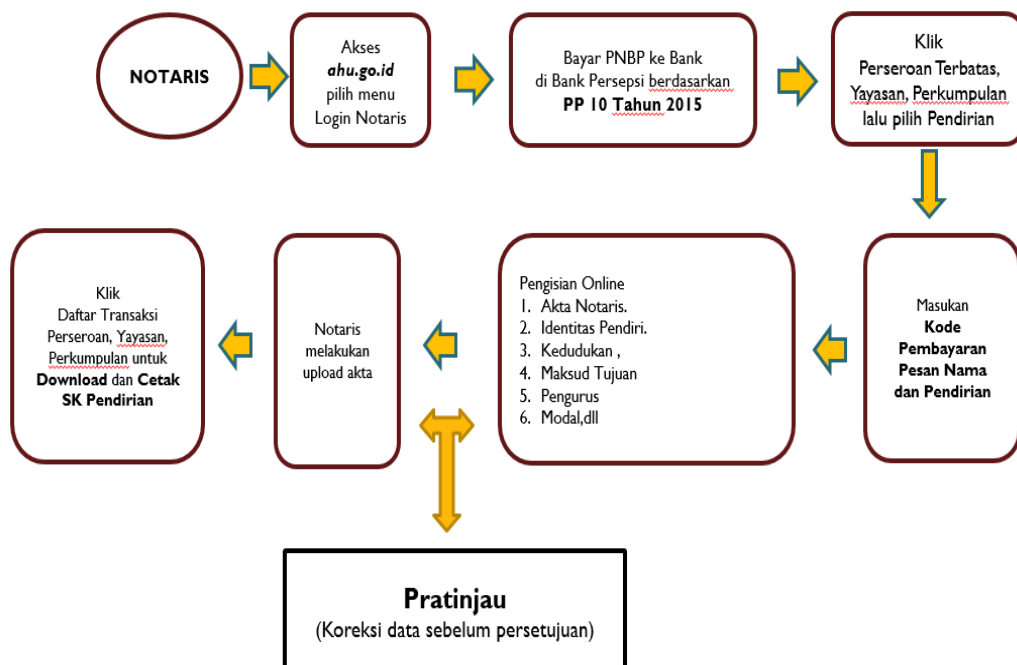 NOTARIS
Akses
ahu.go.id
pilih menu
Login Notaris
Bayar PNBP ke Bank
di Bank Persepsi berdasarkan
PP 10 Tahun 2015
Klik
Perseroan Terbatas,
Yayasan, Perkumpulan
lalu pilih Pendirian
Masukan
Kode
Pembayaran
Pesan Nama
dan Pendirian
Pengisian Online
1. Akta Notaris.
2. Identitas Pendiri.
3. Kedudukan ,
4. Maksud Tujuan
5. Pengurus
6. Modal,dll
Notaris
melakukan
upload akta
Klik
Daftar Transaksi
Perseroan, Yayasan,
Perkumpulan untuk
Download dan Cetak
SK Pendirian
Pratinjau
(Koreksi data sebelum persetujuan)